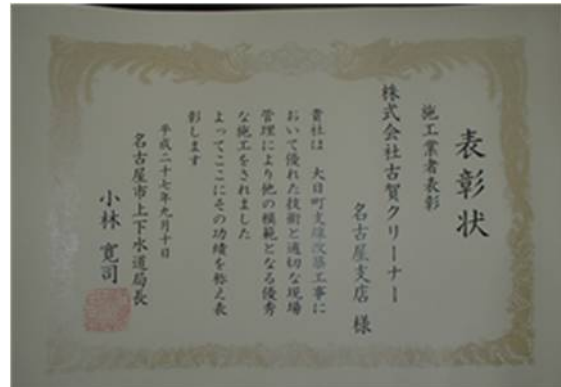 表彰状
施工業者表彰
株式会社古賀クリーナー
名古屋支店 様
貴社は 大日町支線改築工事に
おいて優れた技術と適切な現場
管理により他の模範となる優秀
な施工をされました
よってここにその功績を称え表
彰します
平成二十七年九月十日
名古屋市上下水道局長
小林 寛司